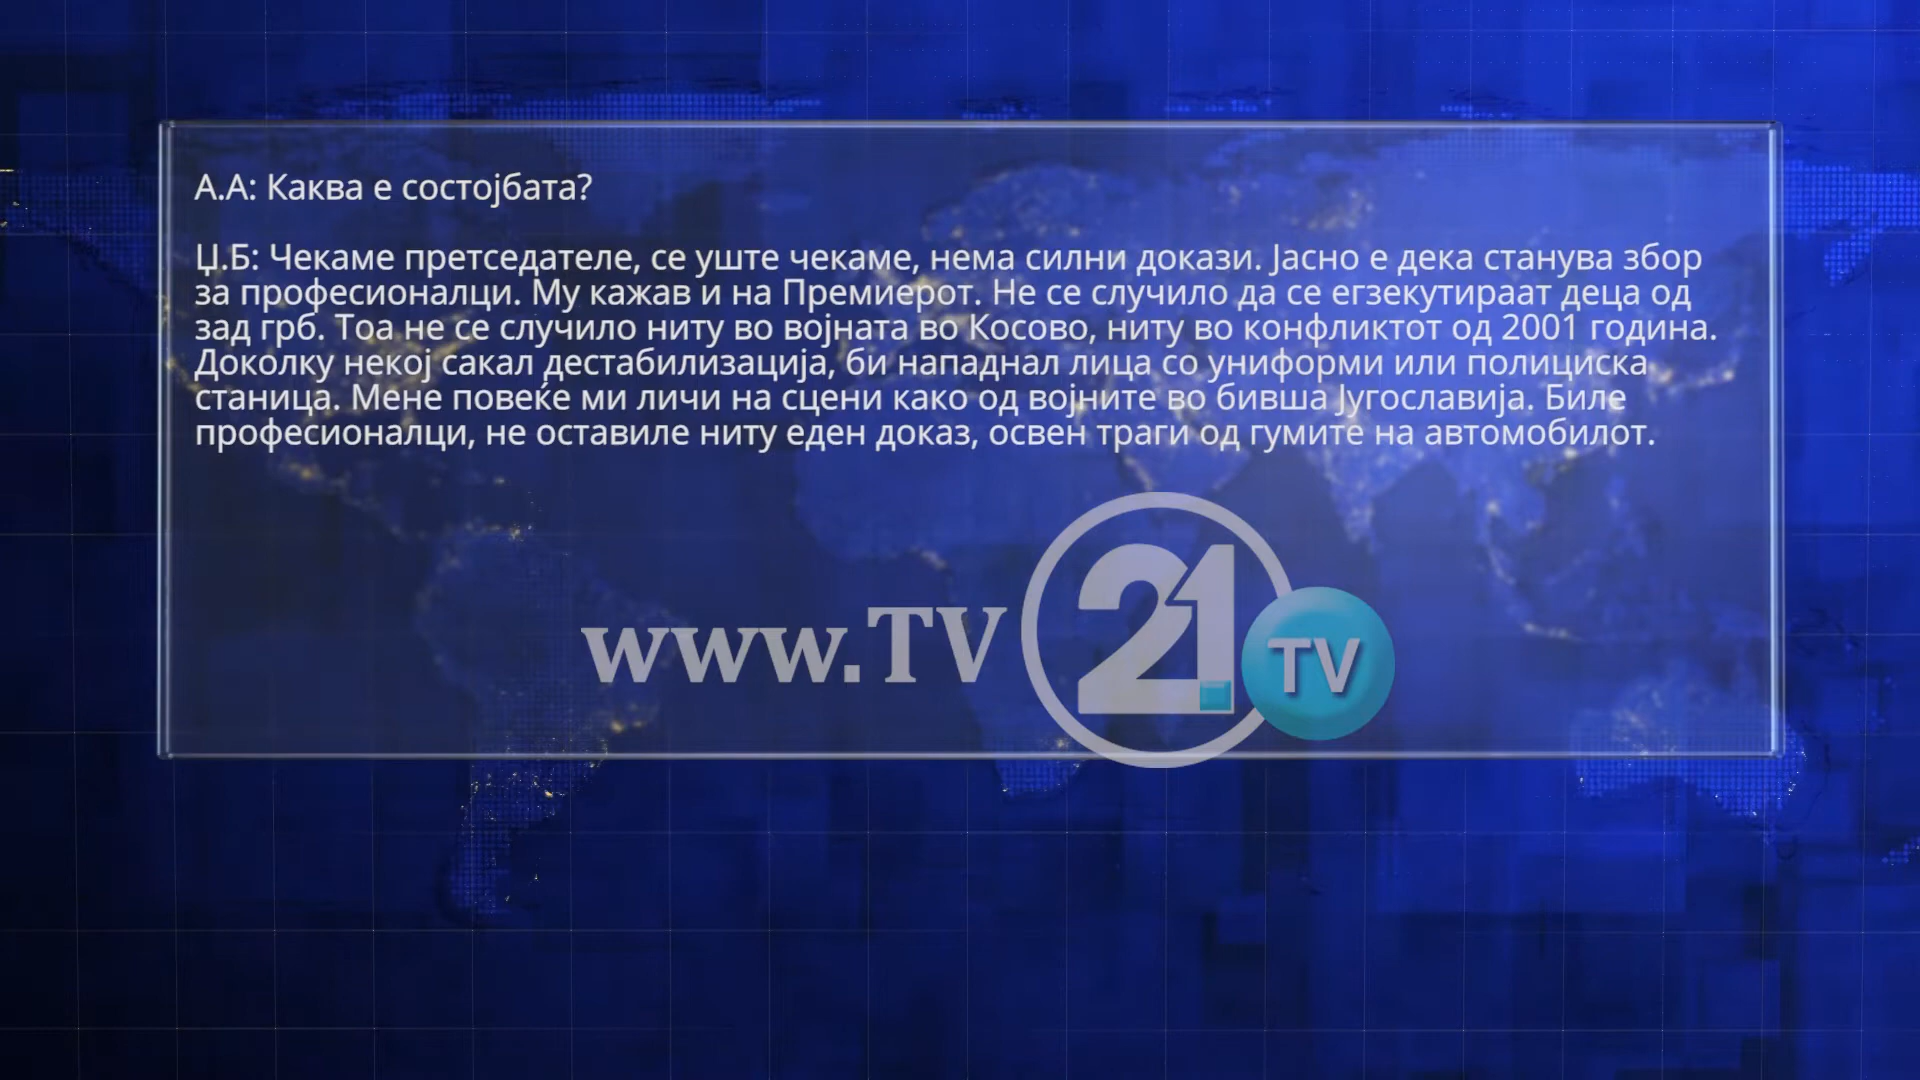 А.А: Каква е состојбата?
Џ.Б: Чекаме претседателе, се уште чекаме, нема силни докази. Јасно е дека станува збор
за професионалци. Му кажав и на Премиерот. Не се случило да се егзекутираат деца од
зад грб. Тоа не се случило ниту во војната во Косово, ниту во конфликтот од 2001 година.
Доколку некој сакал дестабилизација, би нападнал лица со униформи или полициска
станица. Мене повеќе ми личи на сцени како од војните во бивша Југославија. Биле
професионалци, не оставиле ниту еден доказ, освен траги од гумите на автомобилот.
www.TV 21 TV